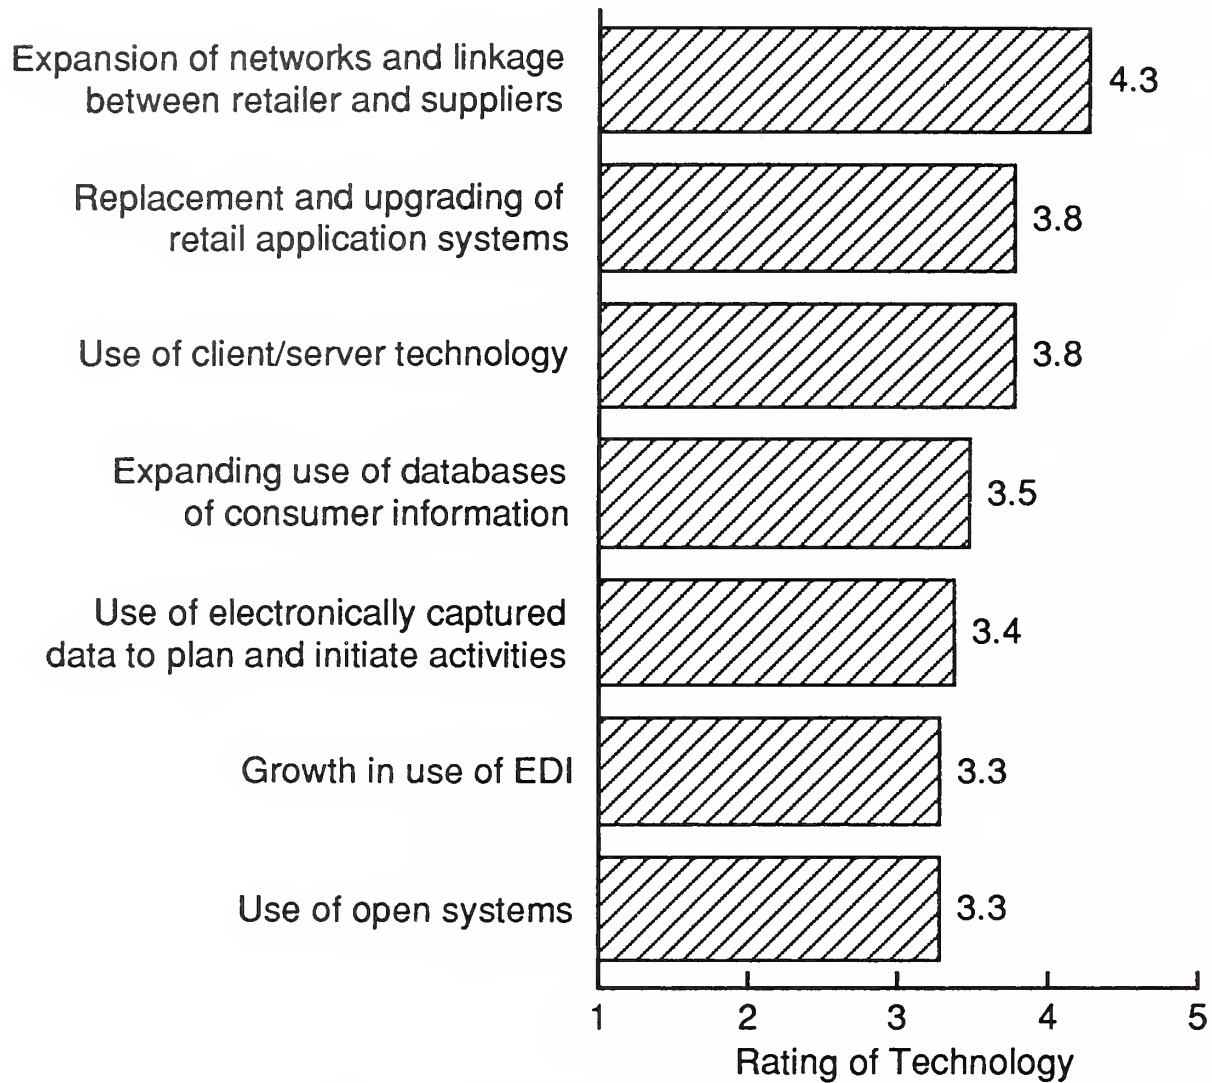 Expansion of networks and linkage
between retailer and suppliers
4.3
Replacement and upgrading of
retail application systems
3.8
Use of client/server technology
3.8
Expanding use of databases
of consumer information
3.5
Use of electronically captured
data to plan and initiate activities
3.4
Growth in use of EDI
3.3
Use of open systems
3.3
1 2 3 4 5
Rating of Technology